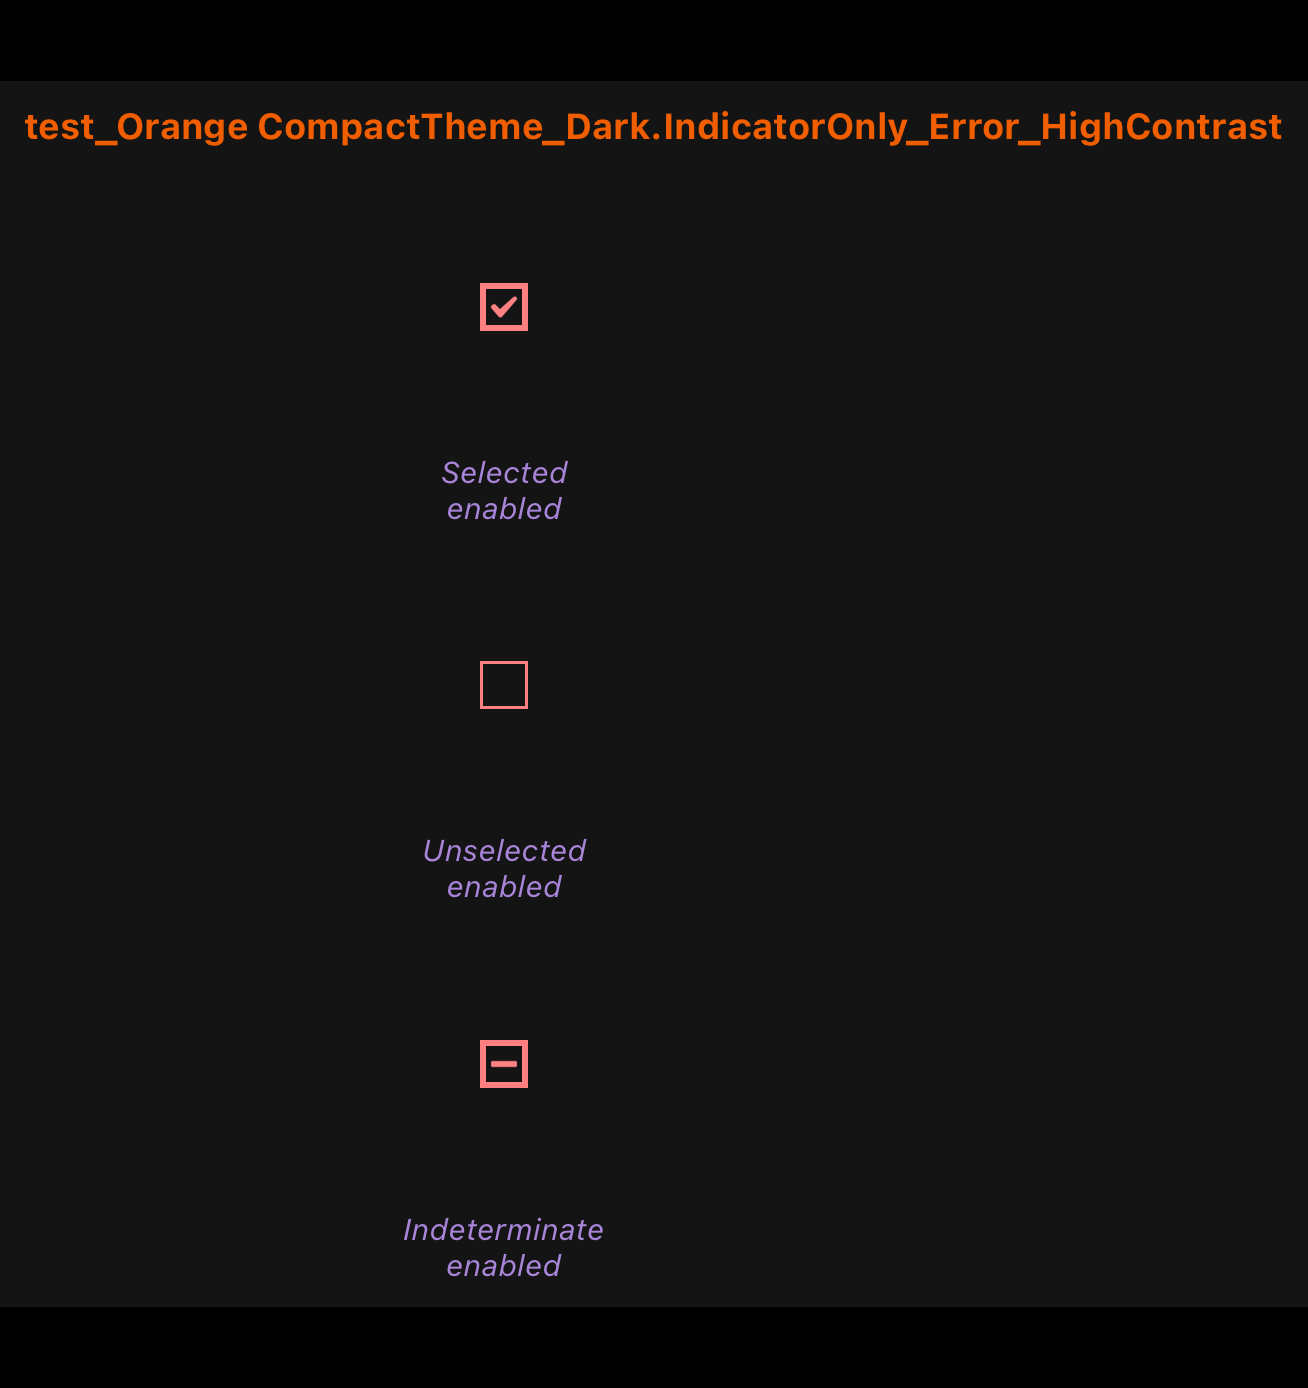 test_Orange CompactTheme_Dark.IndicatorOnly_Error_HighContrast
Selected
enabled
Unselected
enabled
Indeterminate
enabled